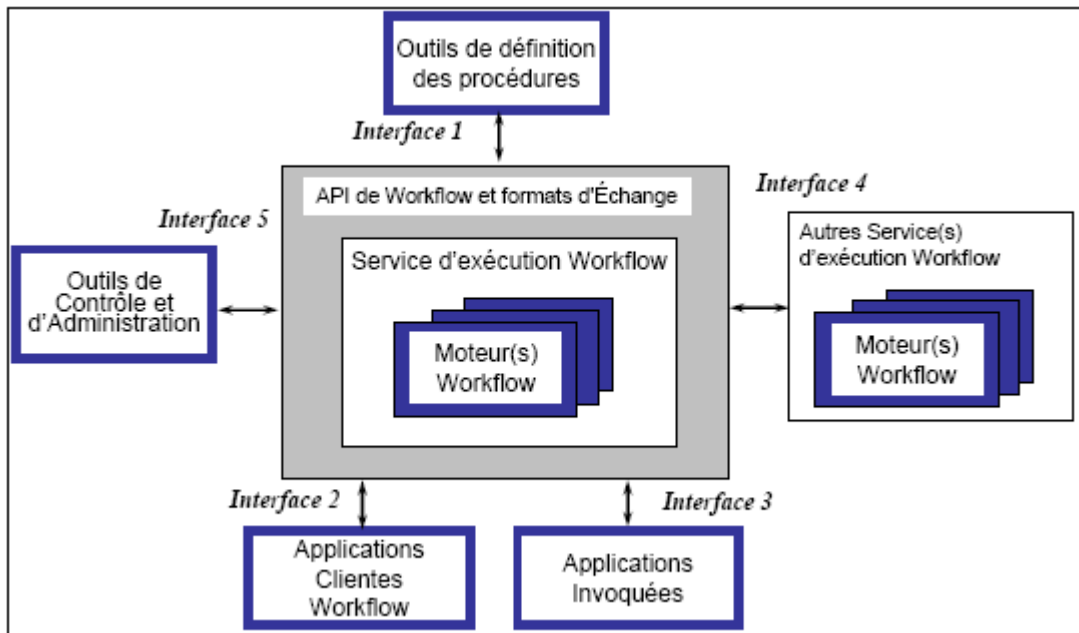 Outils de définition
des procédures
Interface 1
API de Workflow et formats d'Échange
Interface 4
Interface 5
Autres Service(s)
d'exécution Workflow
Service d'exécution Workflow
Outils de
Contrôle et
d'Administration
Moteur(s)
Workflow
Moteur(s)
Workflow
Interface 2
Interface 3
Applications
Clientes
Workflow
Applications
Invoquées